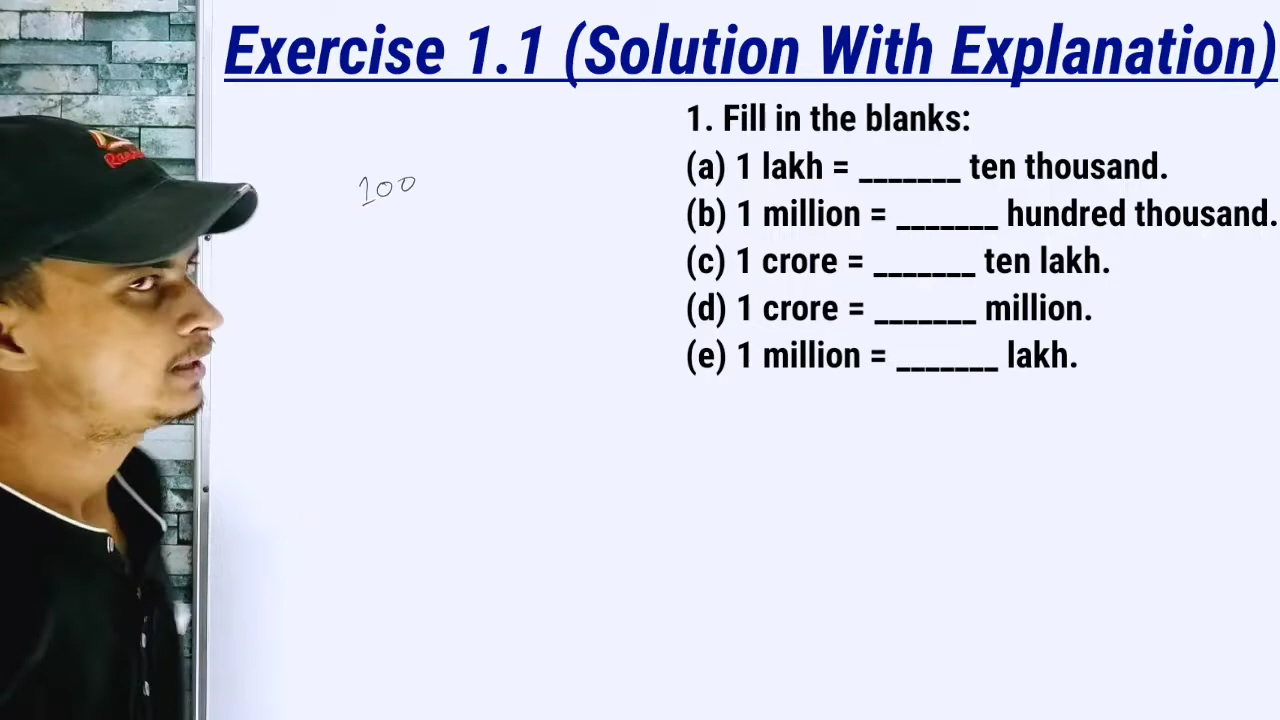 Exercise 1.1 (Solution With Explanation)
1. Fill in the blanks:
(a) 1 lakh = _______ ten thousand.
(b) 1 million = _______ hundred thousand.
(c) 1 crore = _______ ten lakh.
(d) 1 crore = _______ million.
(e) 1 million = _______ lakh.
100